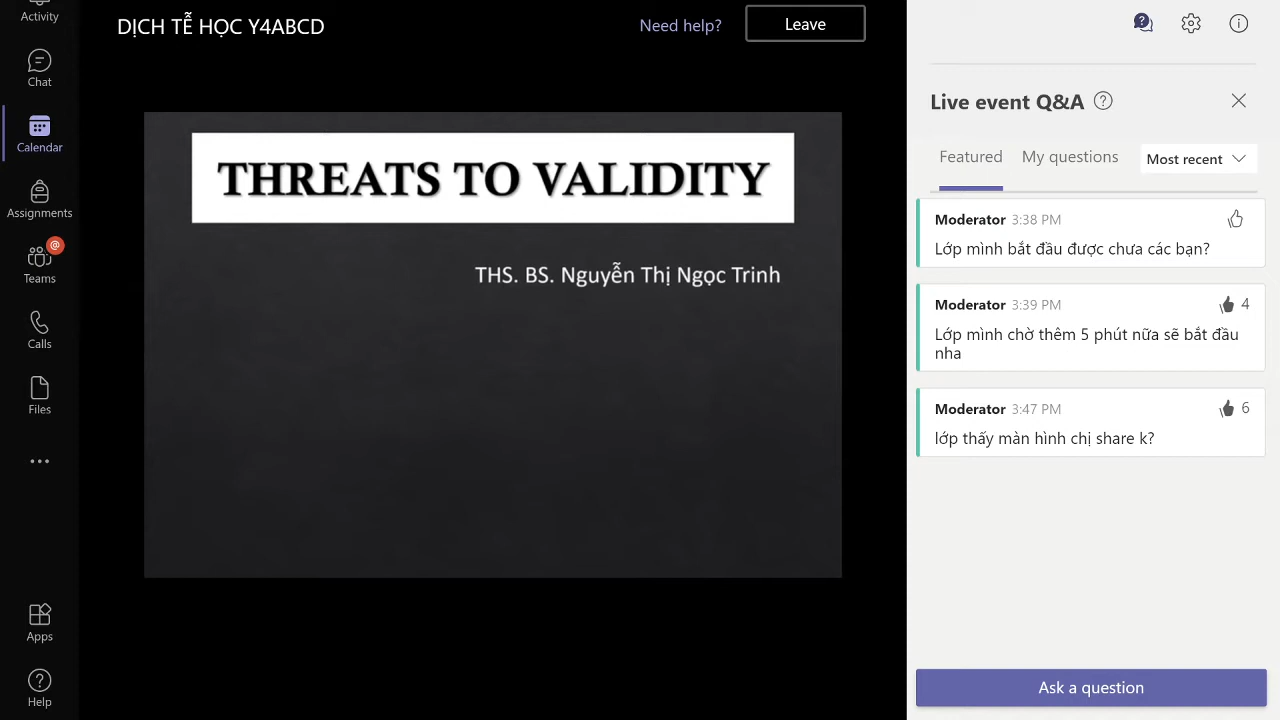 Activity
Chat
Calendar
Assignments
@
Teams
Calls
Files
Apps
Help
DỊCH TỄ HỌC Y4ABCD
Need help?
Leave
THREATS TO VALIDITY
THS. BS. Nguyễn Thị Ngọc Trinh
Live event Q&A
Featured
My questions
Most recent
Moderator 3:38 PM
Lớp mình bắt đầu được chưa các bạn?
Moderator 3:39 PM 4
Lớp mình chờ thêm 5 phút nữa sẽ bắt đầu
nha
Moderator 3:47 PM 6
lớp thấy màn hình chị share k?
Ask a question